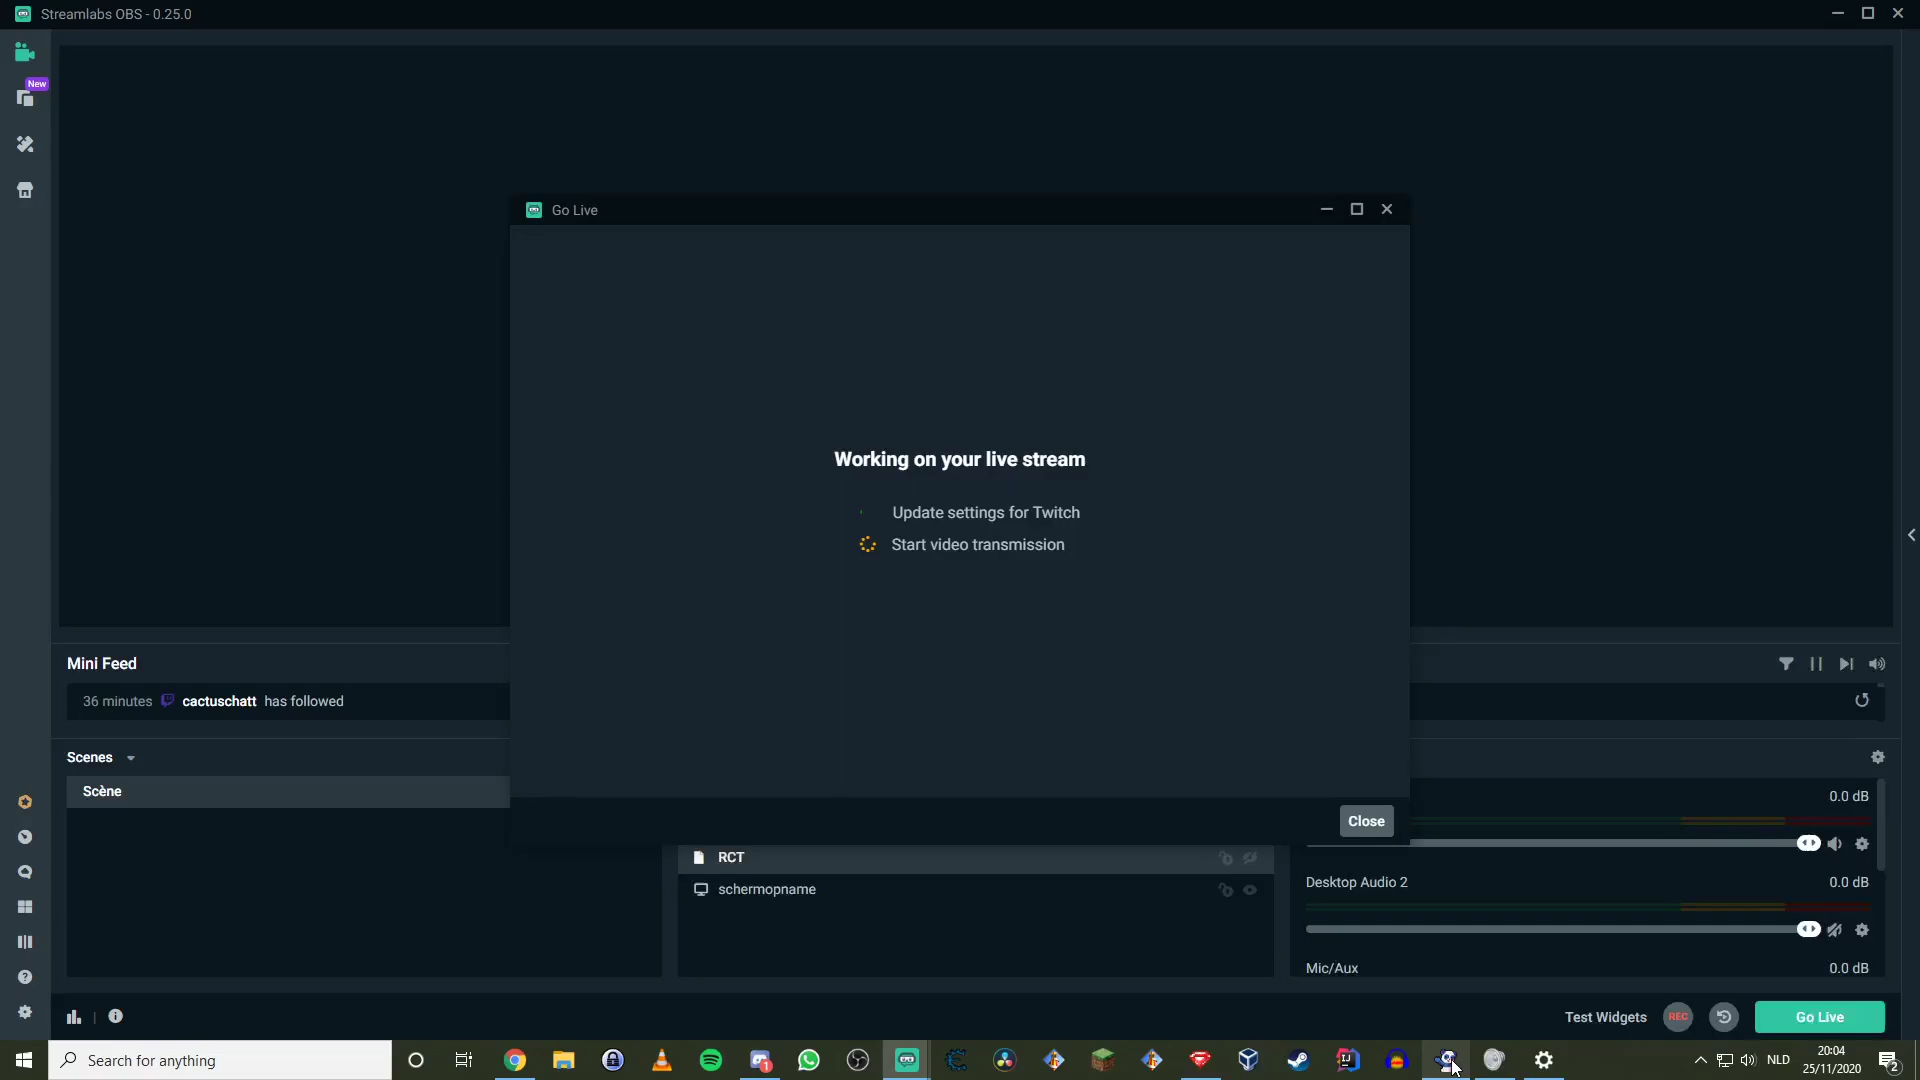 Streamlabs OBS - 0.25.0
New
Go Live
Working on your live stream
Update settings for Twitch
Start video transmission
Mini Feed
36 minutes cactuschatt has followed
Scenes
Scène
0.0 dB
Close
RCT
schermopname
Desktop Audio 2
0.0 dB
Mic/Aux
0.0 dB
Test Widgets
REC
Go Live
Search for anything
1
NLD
20:04
25/11/2020
2